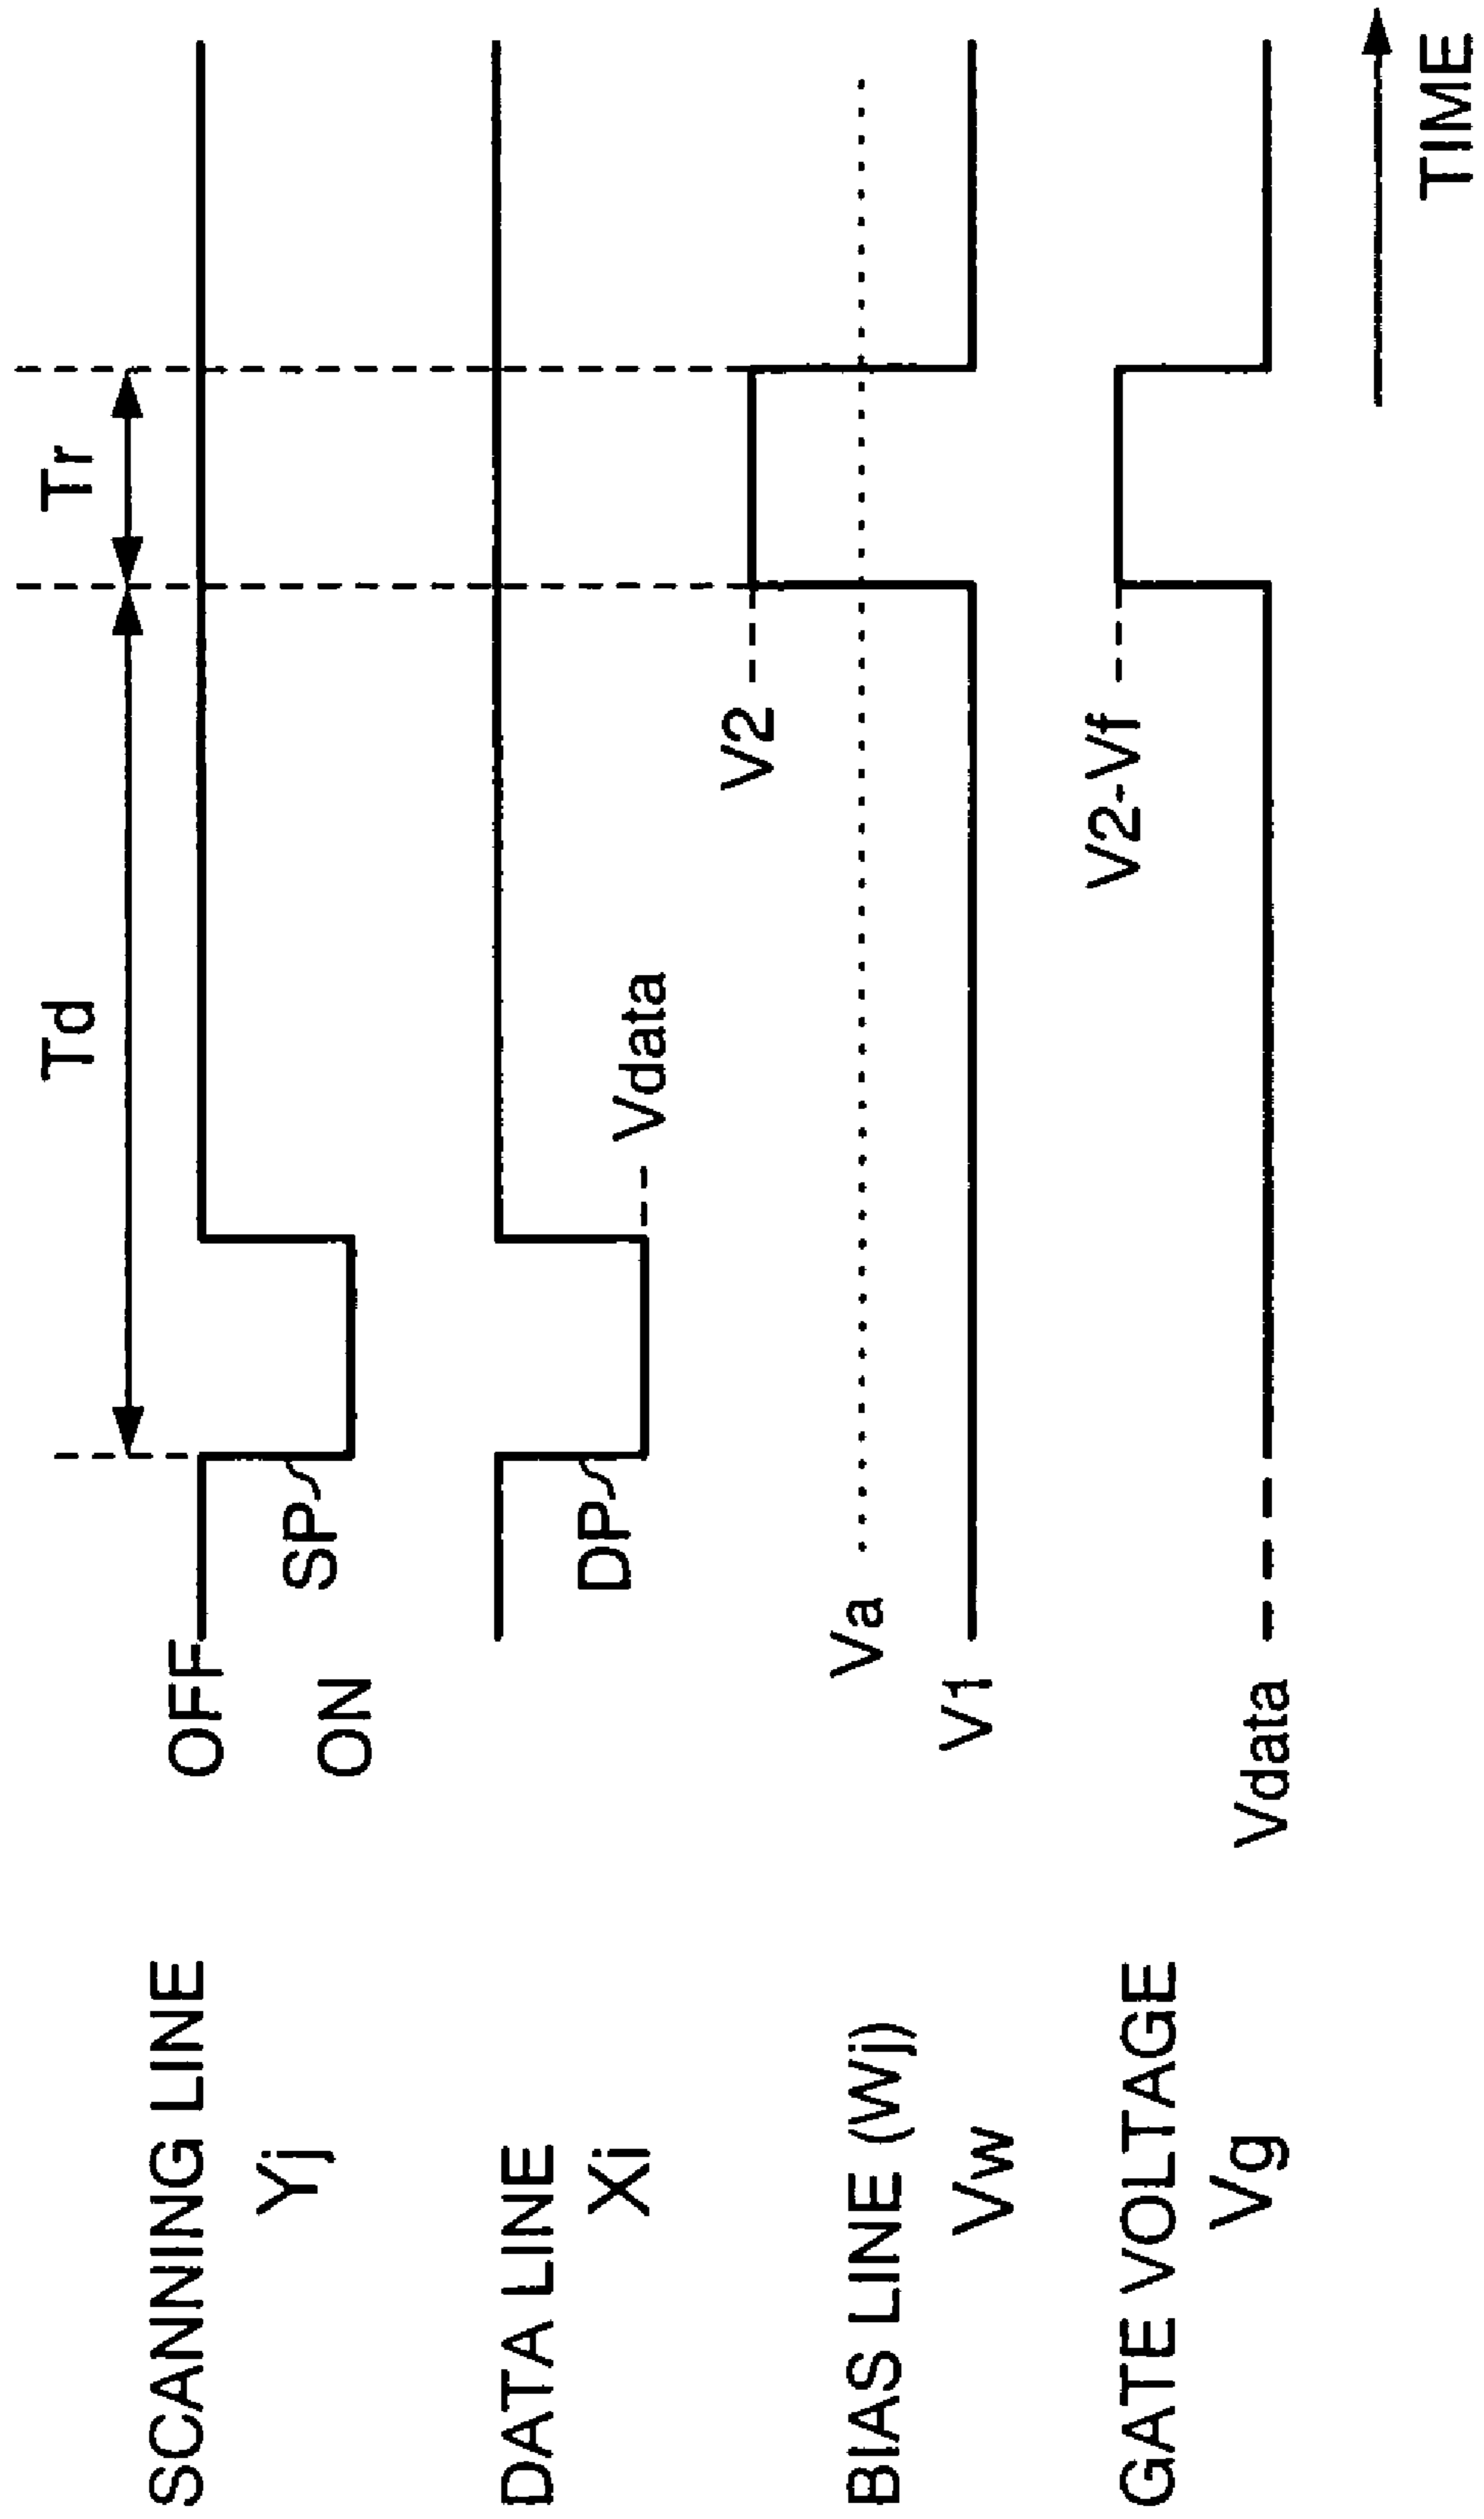 Td
Tr
SCANNING LINE
Yj
OFF
ON
SP
DATA LINE
Xi
DP
Vdata
BIAS LINE (Wj)
Vw
Va
V1
V2
GATE VOLTAGE
Vg
Vdata
V2-Vf
TIME